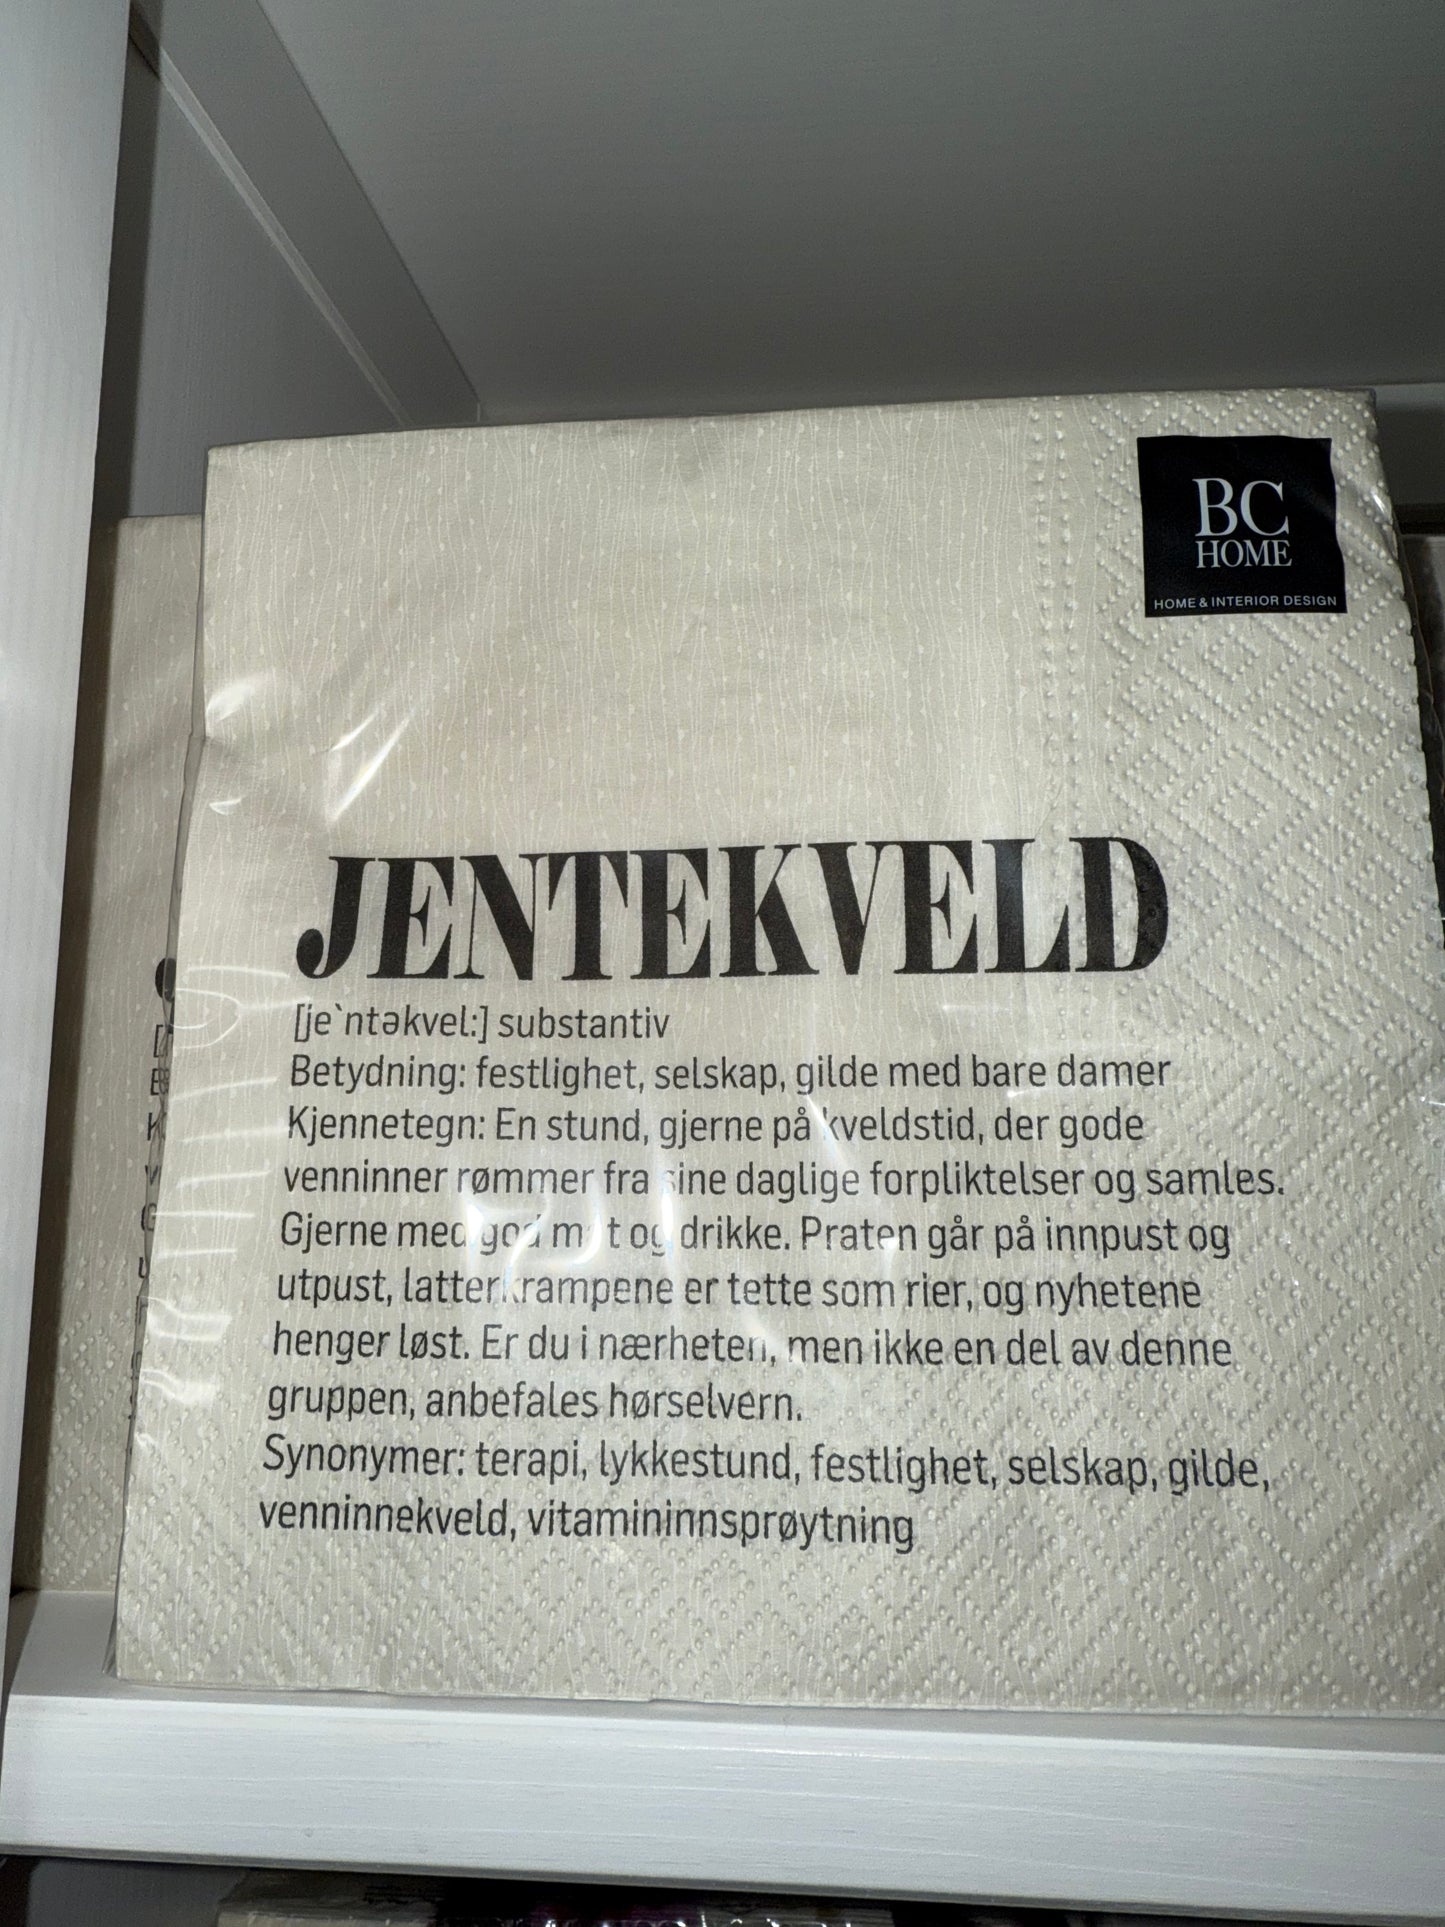 BC
HOME
HOME & INTERIOR DESIGN
JENTEKVELD
[je`ntəkvel:] substantiv
Betydning: festlighet, selskap, gilde med bare damer
Kjennetegn: En stund, gjerne på kveldstid, der gode
venninner rømmer fra sine daglige forpliktelser og samles.
Gjerne med god mat og drikke. Praten går på innpust og
utpust, latterkrampene er tette som rier, og nyhetene
henger løst. Er du i nærheten, men ikke en del av denne
gruppen, anbefales hørselvern.
Synonymer: terapi, lykkestund, festlighet, selskap, gilde,
venninnekveld, vitamininnsprøytning